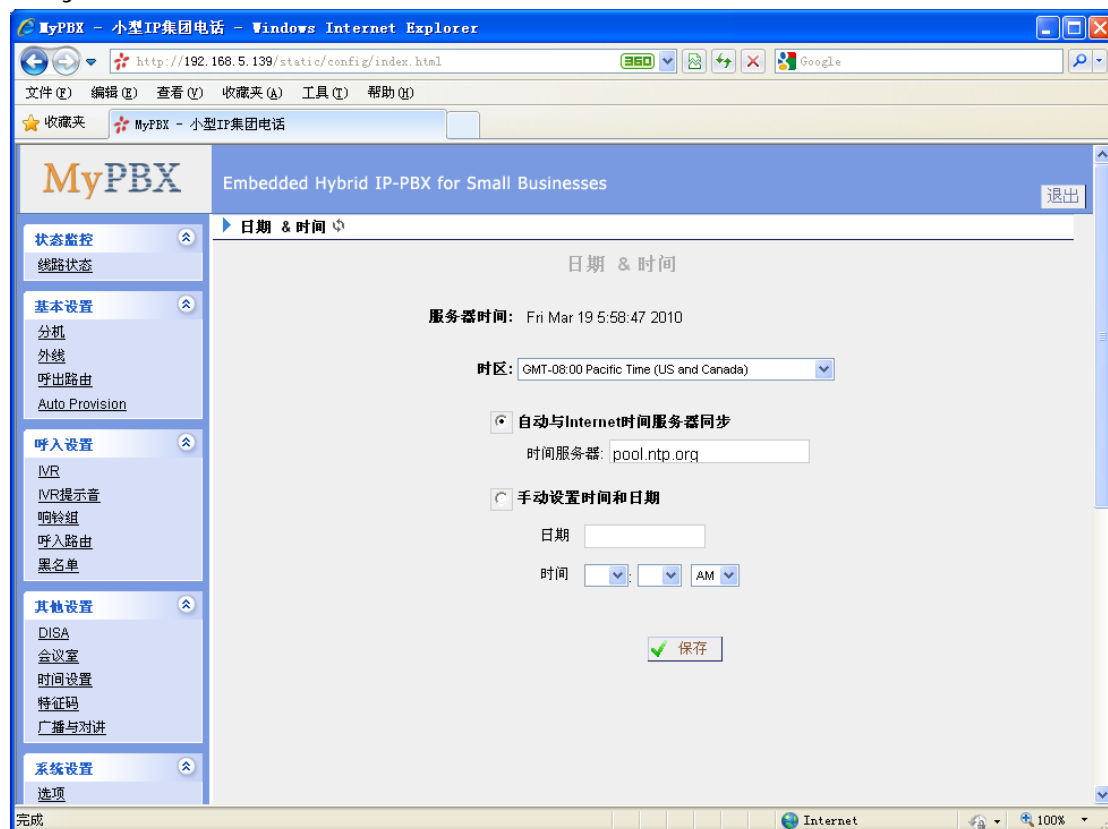 MyPBX - 小型IP集团电话 - Windows Internet Explorer
http://192.168.5.139/static/config/index.html
360
Google
文件(F) 编辑(E) 查看(V) 收藏夹(A) 工具(T) 帮助(H)
收藏夹
MyPBX - 小型IP集团电话
MyPBX
Embedded Hybrid IP-PBX for Small Businesses
退出
状态监控
线路状态
基本设置
分机
外线
呼出路由
Auto Provision
呼入设置
IVR
IVR提示音
响铃组
呼入路由
黑名单
其他设置
DISA
会议室
时间设置
特征码
广播与对讲
系统设置
选项
日期 & 时间
日期 & 时间
服务器时间: Fri Mar 19 5:58:47 2010
时区: GMT-08:00 Pacific Time (US and Canada)
自动与Internet时间服务器同步
时间服务器: pool.ntp.org
手动设置时间和日期
日期
时间 : AM
保存
完成
Internet
100%